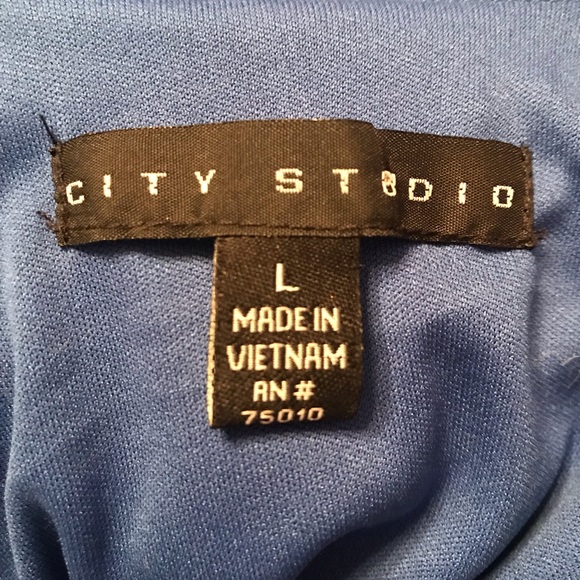 CITY STUDIO
L
MADE IN
VIETNAM
RN #
75010